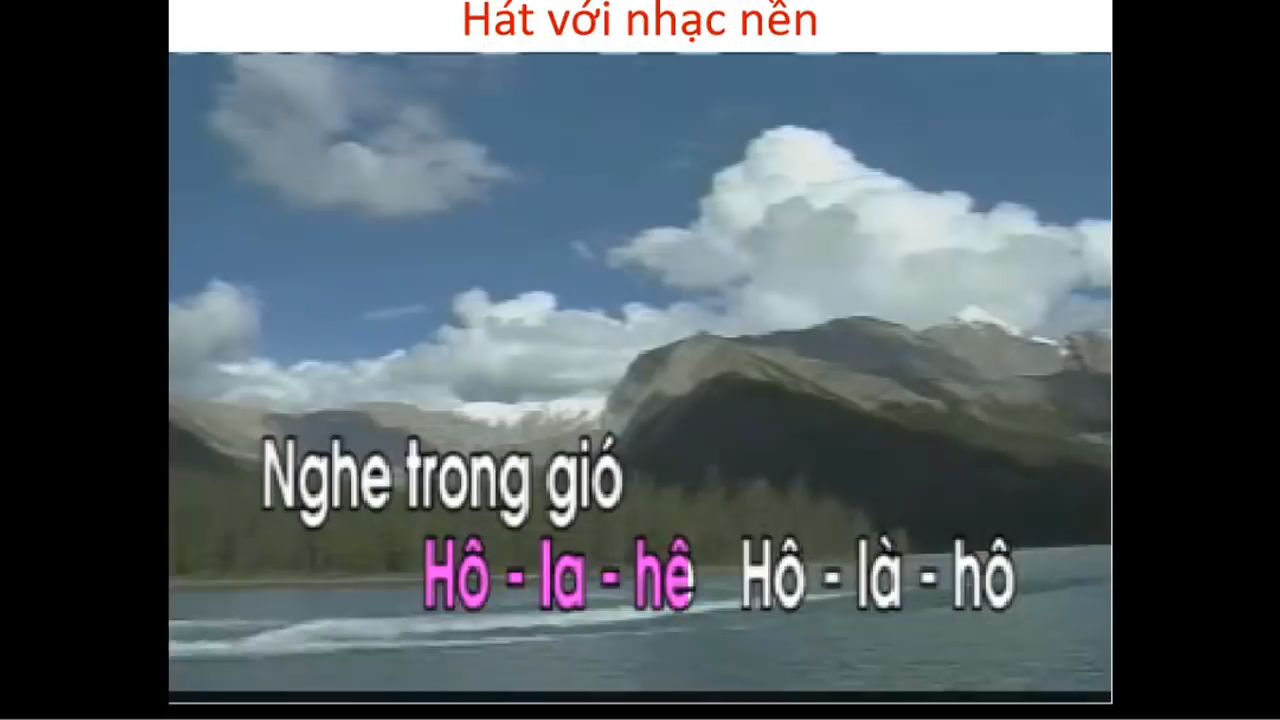 Hát với nhạc nền
Nghe trong gió
Hô - la - hê Hô - là - hô